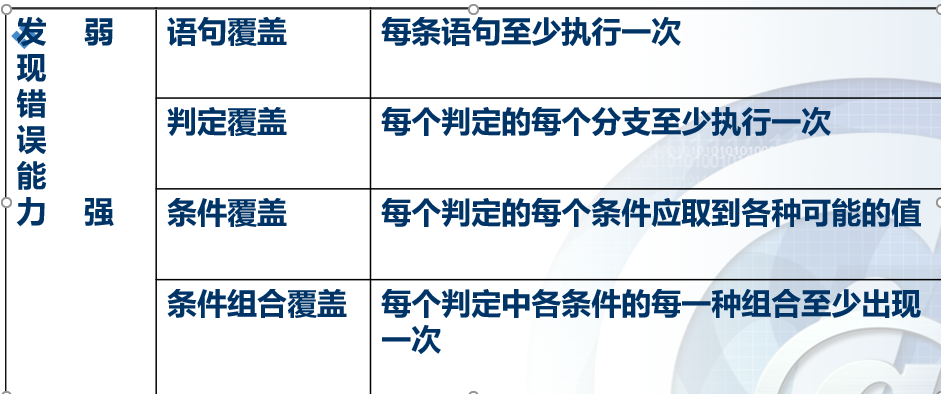 发现错误能力
弱
强
语句覆盖
每条语句至少执行一次
判定覆盖
每个判定的每个分支至少执行一次
条件覆盖
每个判定的每个条件应取到各种可能的值
条件组合覆盖
每个判定中各条件的每一种组合至少出现
一次